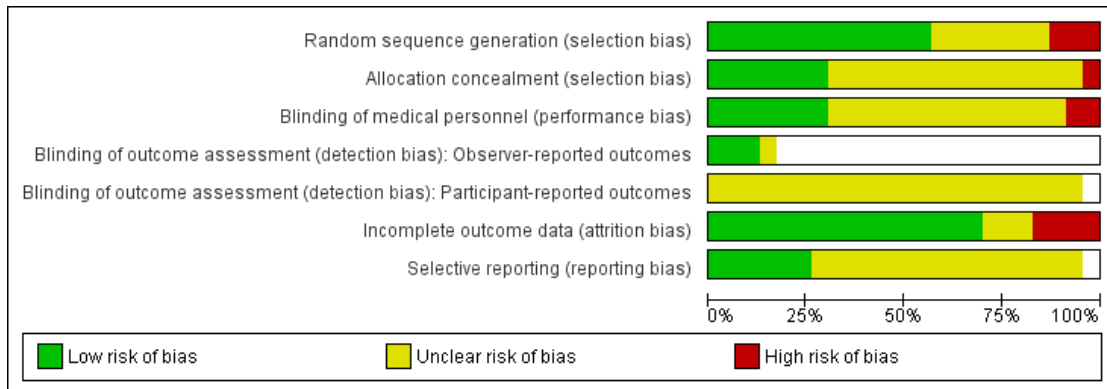 Random sequence generation (selection bias)
Allocation concealment (selection bias)
Blinding of medical personnel (performance bias)
Blinding of outcome assessment (detection bias): Observer-reported outcomes
Blinding of outcome assessment (detection bias): Participant-reported outcomes
Incomplete outcome data (attrition bias)
Selective reporting (reporting bias)
0% 25% 50% 75% 100%
Low risk of bias Unclear risk of bias High risk of bias